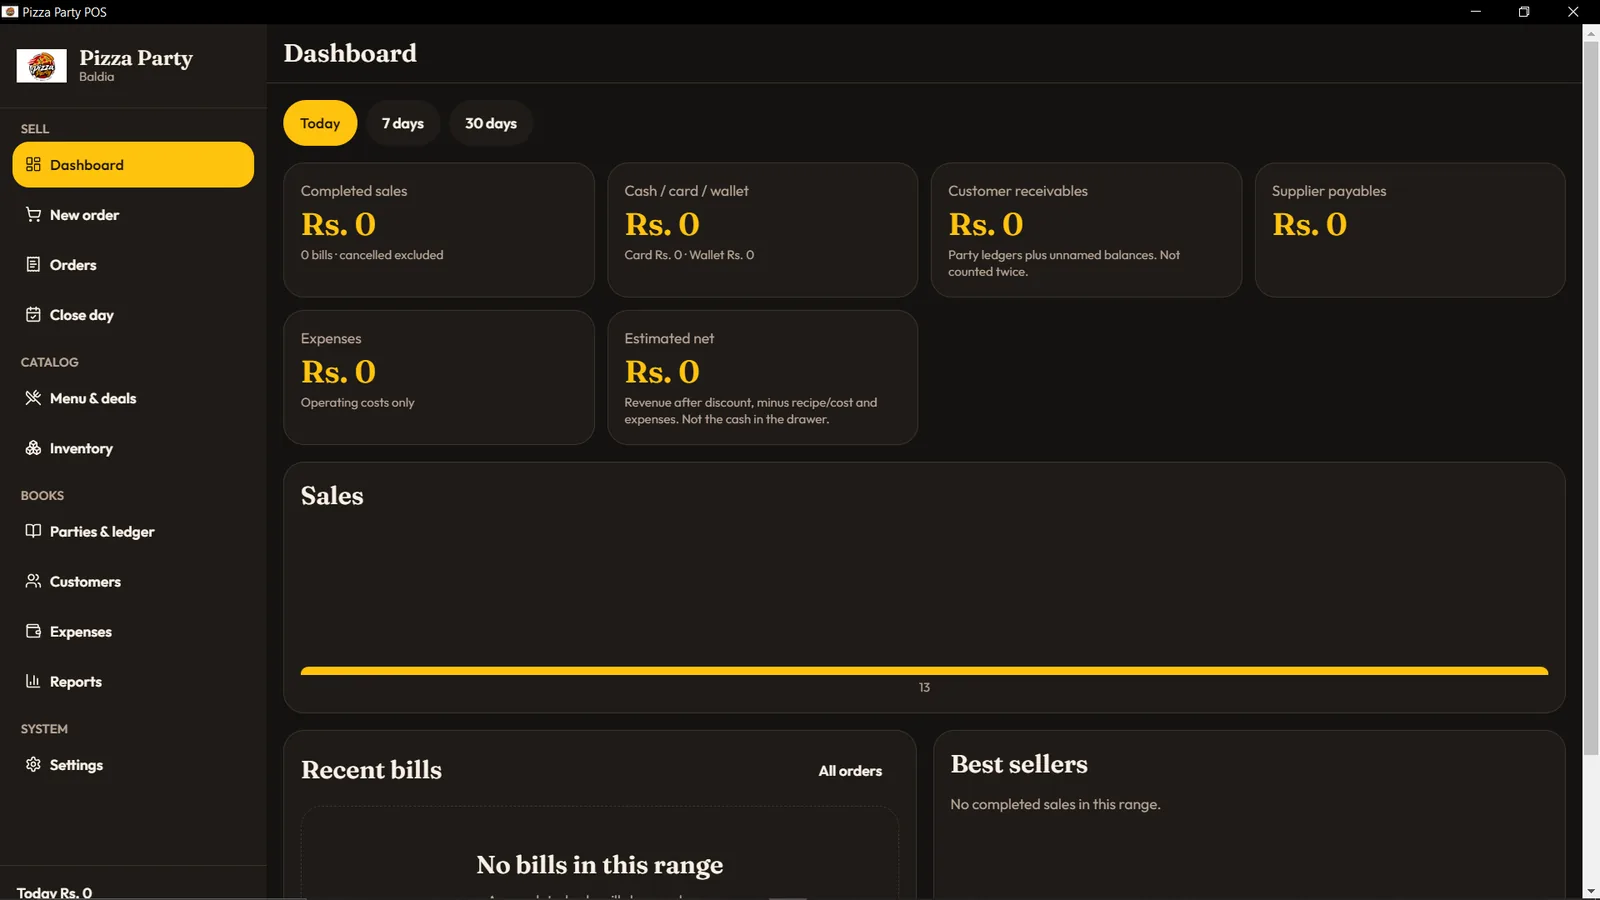 Pizza Party POS
Pizza Party
Baldia
SELL
Dashboard
New order
Orders
Close day
CATALOG
Menu & deals
Inventory
BOOKS
Parties & ledger
Customers
Expenses
Reports
SYSTEM
Settings
Today Rs. 0
Dashboard
Today
7 days
30 days
Completed sales
Rs. 0
0 bills · cancelled excluded
Cash / card / wallet
Rs. 0
Card Rs. 0 · Wallet Rs. 0
Customer receivables
Rs. 0
Party ledgers plus unnamed balances. Not
counted twice.
Supplier payables
Rs. 0
Expenses
Rs. 0
Operating costs only
Estimated net
Rs. 0
Revenue after discount, minus recipe/cost and
expenses. Not the cash in the drawer.
Sales
13
Recent bills
All orders
No bills in this range
Best sellers
No completed sales in this range.